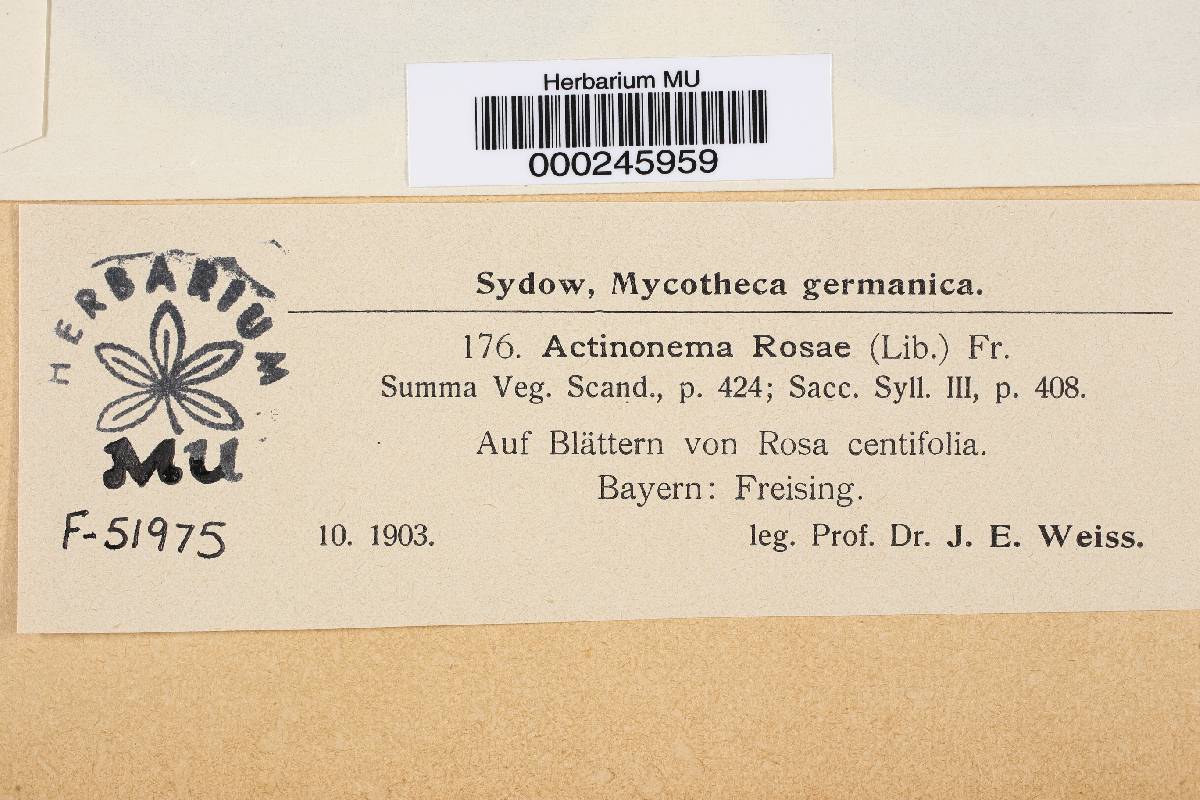 Herbarium MU
000245959
HERBARIUM
MU
F-51975
Sydow, Mycotheca germanica.
176. Actinonema Rosae (Lib.) Fr.
Summa Veg. Scand., p. 424; Sacc. Syll. III, p. 408.
Auf Blättern von Rosa centifolia.
Bayern: Freising.
10. 1903. leg. Prof. Dr. J. E. Weiss.